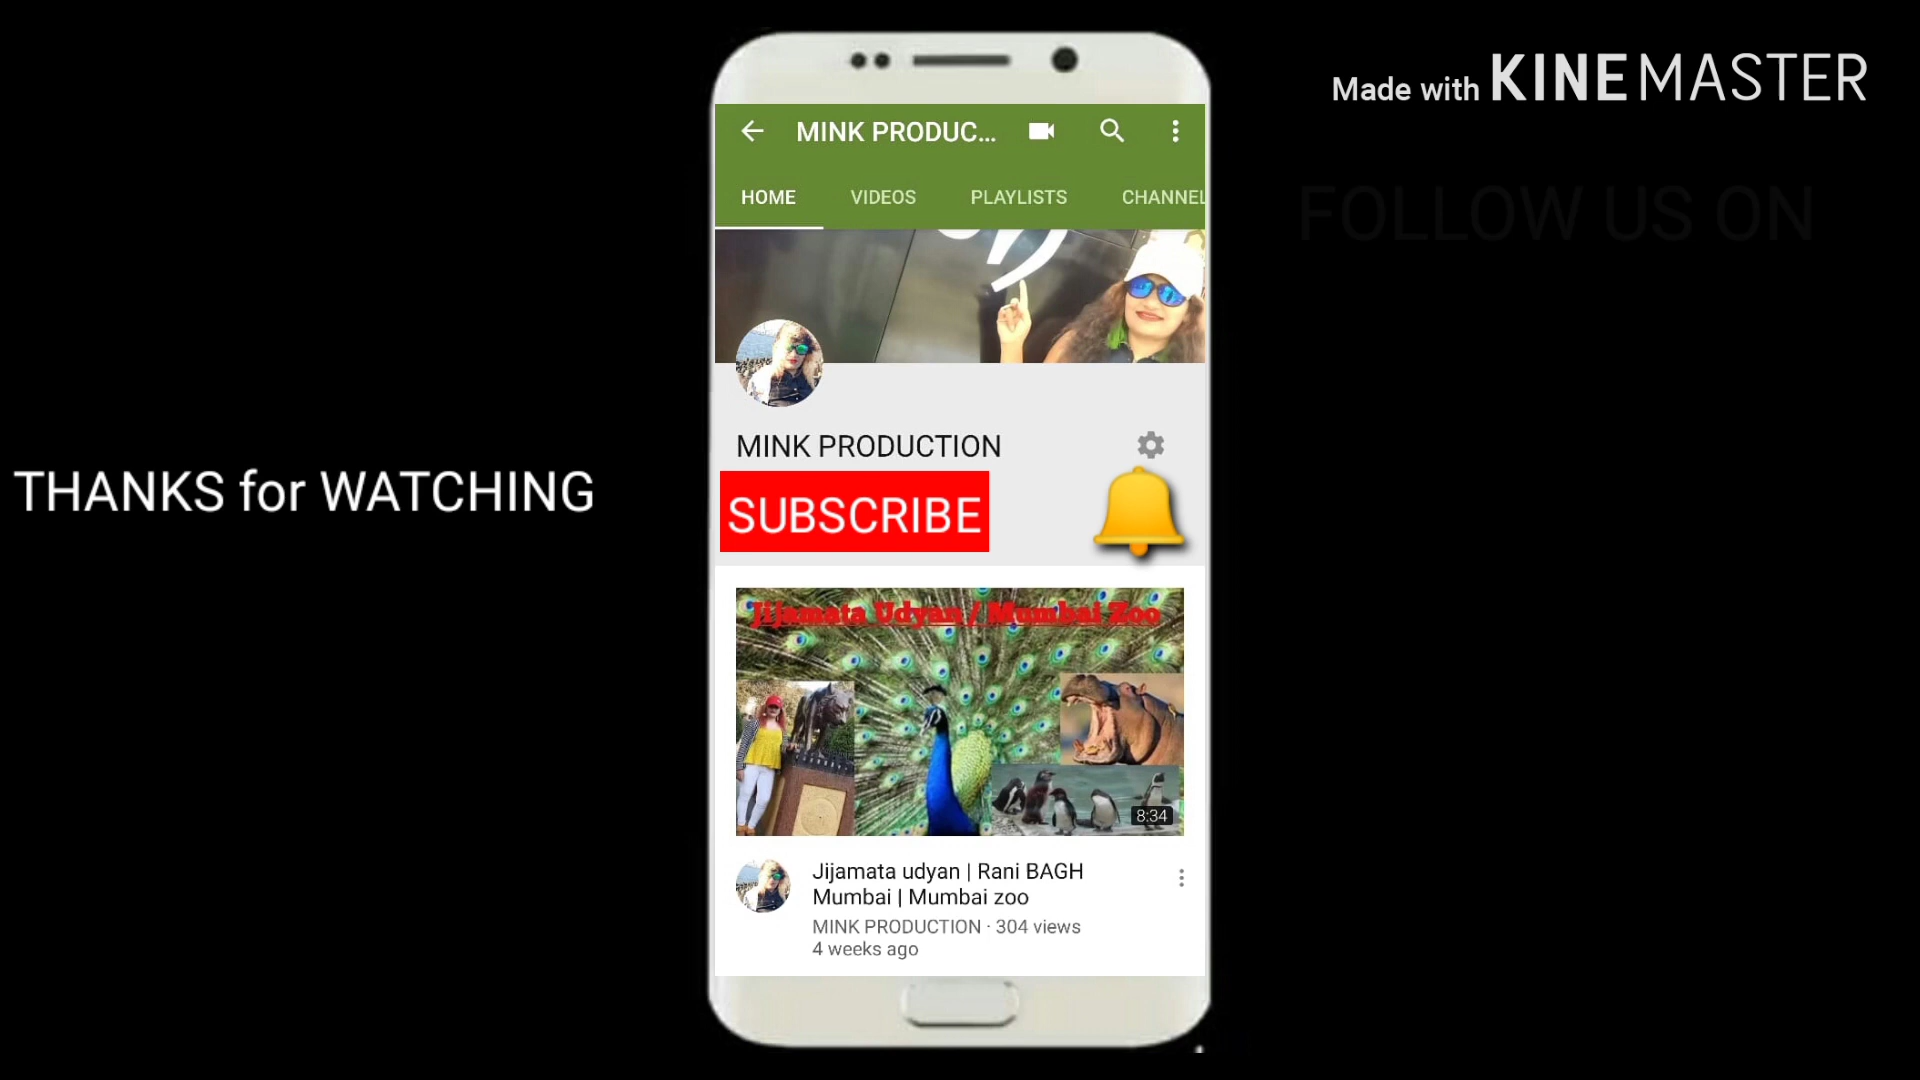 Made with KINEMASTER
FOLLOW US ON
THANKS for WATCHING
MINK PRODUC...
HOME VIDEOS PLAYLISTS CHANNEL
MINK PRODUCTION
SUBSCRIBE
Jijamata Udyan / Mumbai Zoo
8:34
Jijamata udyan | Rani BAGH
Mumbai | Mumbai zoo
MINK PRODUCTION · 304 views
4 weeks ago